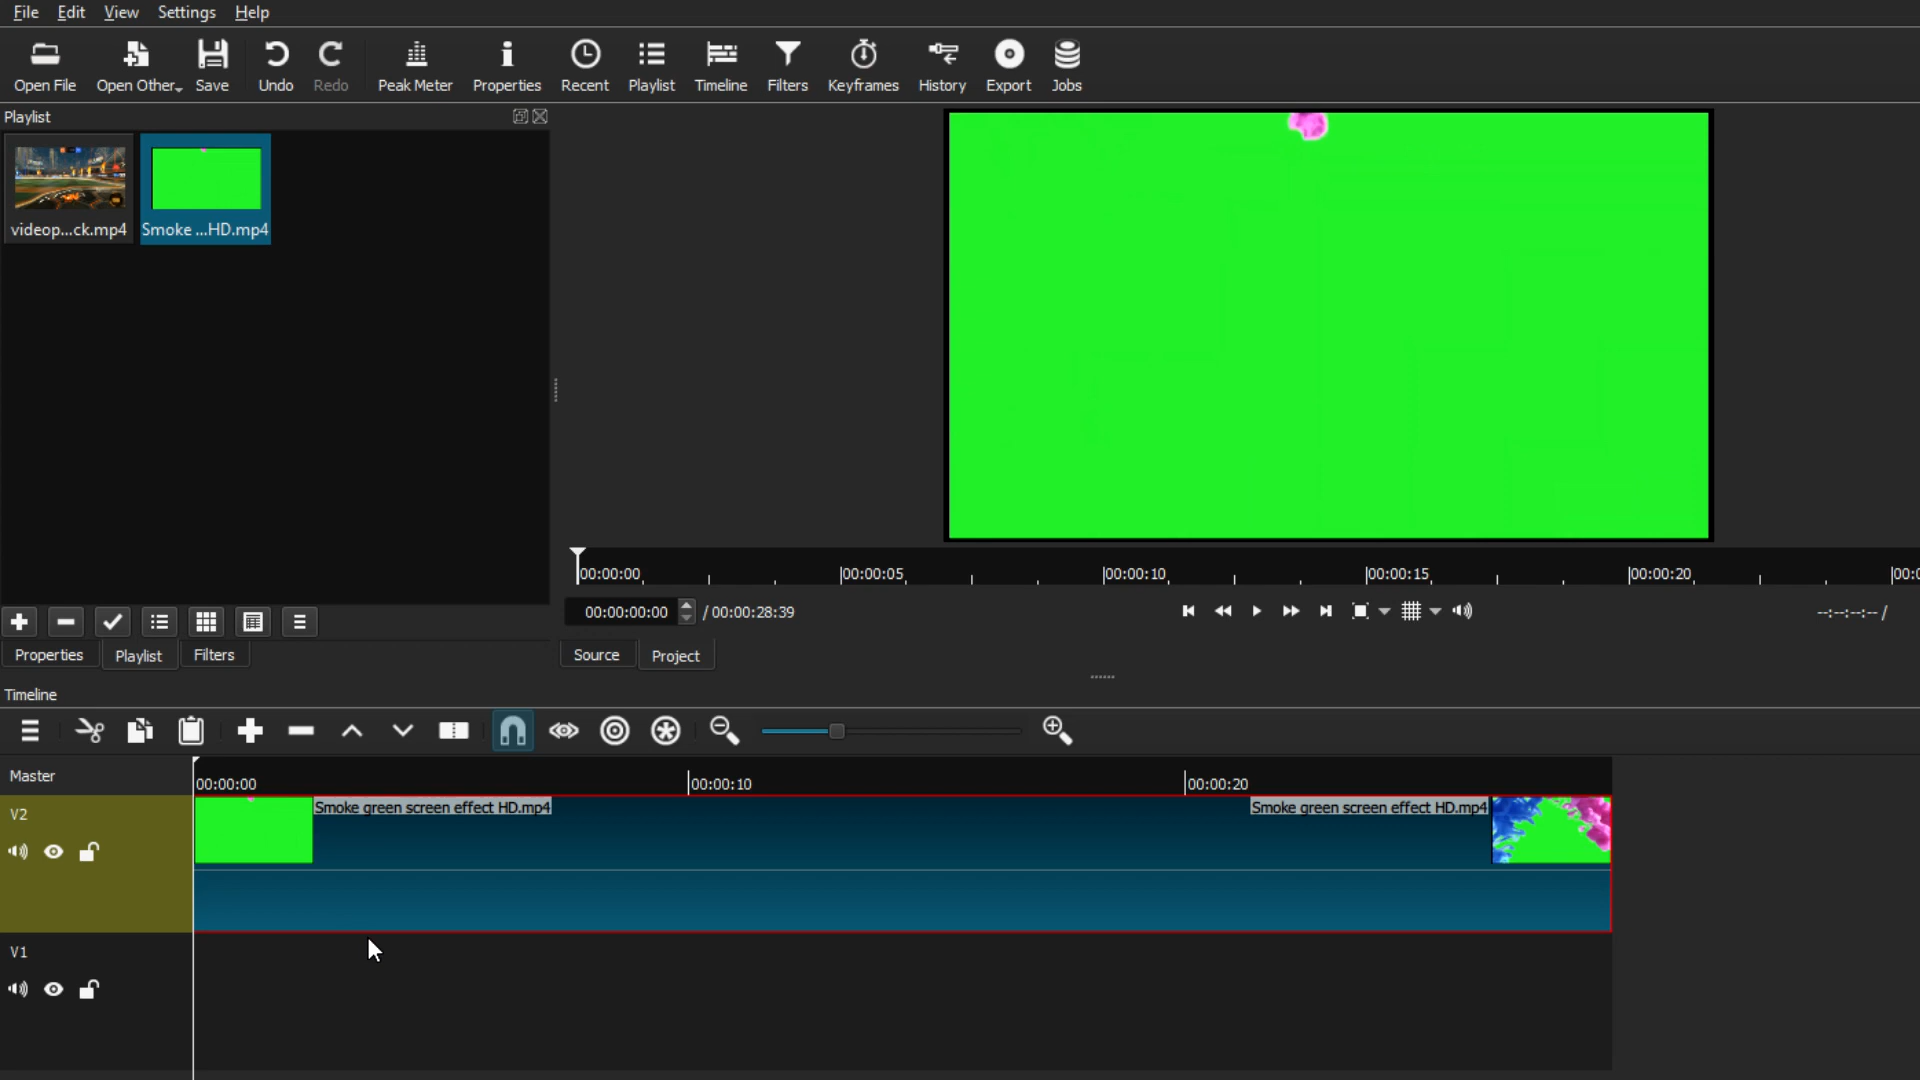 File Edit View Settings Help
Open File Open Other Save Undo Redo Peak Meter Properties Recent Playlist Timeline Filters Keyframes History Export Jobs
Playlist
videop...ck.mp4 Smoke ...HD.mp4
00:00:00 00:00:05 00:00:10 00:00:15 00:00:20
00:00:00:00 / 00:00:28:39 --:--:--:-- /
Properties Playlist Filters Source Project
Timeline
Master 00:00:00 00:00:10 00:00:20
V2 Smoke green screen effect HD.mp4 Smoke green screen effect HD.mp4
V1